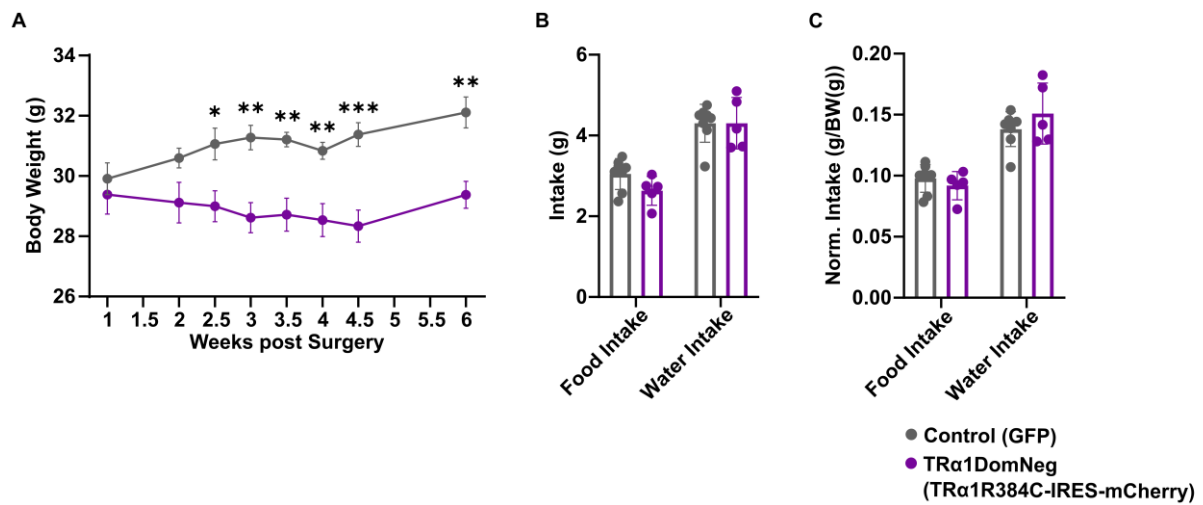 A
Body Weight (g)
34
32
30
28
26
* ** ** ** *** **
1 1.5 2 2.5 3 3.5 4 4.5 5 5.5 6
Weeks post Surgery
B
Intake (g)
6
4
2
0
Food Intake
Water Intake
C
Norm. Intake (g/BW(g))
0.20
0.15
0.10
0.05
0.00
Food Intake
Water Intake
Control (GFP)
TRα1DomNeg
(TRα1R384C-IRES-mCherry)